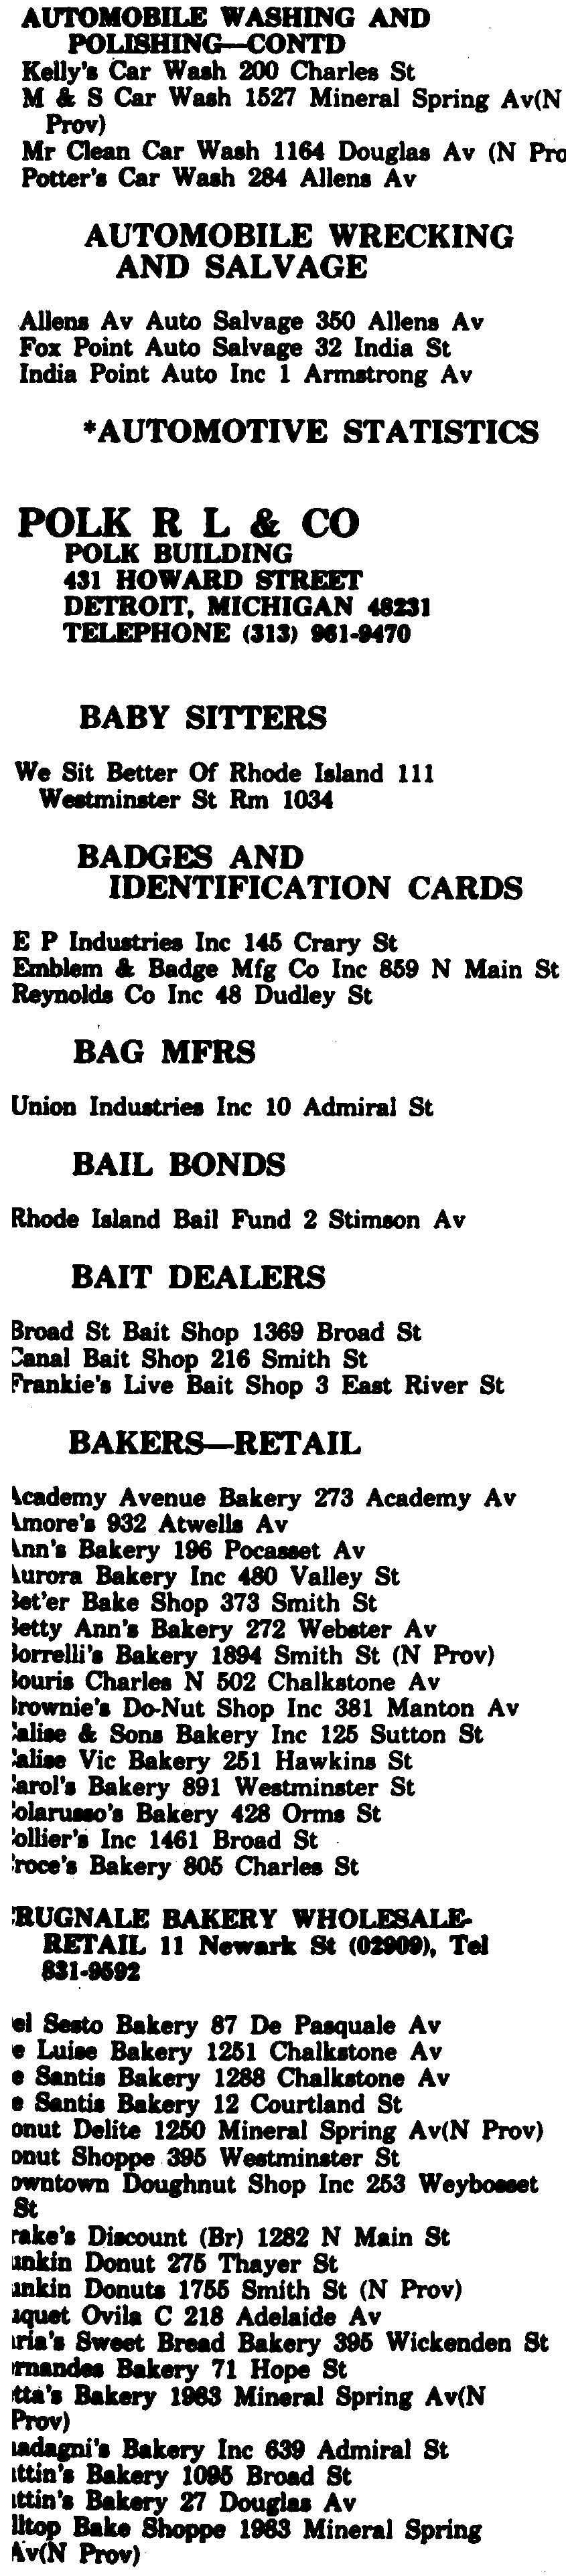 AUTOMOBILE WASHING AND
POLISHING—CONTD
Kelly's Car Wash 200 Charles St
M & S Car Wash 1527 Mineral Spring Av(N
Prov)
Mr Clean Car Wash 1164 Douglas Av (N Pro
Potter's Car Wash 284 Allens Av
AUTOMOBILE WRECKING
AND SALVAGE
Allens Av Auto Salvage 350 Allens Av
Fox Point Auto Salvage 32 India St
India Point Auto Inc 1 Armstrong Av
*AUTOMOTIVE STATISTICS
POLK R L & CO
POLK BUILDING
431 HOWARD STREET
DETROIT, MICHIGAN 48231
TELEPHONE (313) 961-9470
BABY SITTERS
We Sit Better Of Rhode Island 111
Westminster St Rm 1034
BADGES AND
IDENTIFICATION CARDS
E P Industries Inc 145 Crary St
Emblem & Badge Mfg Co Inc 859 N Main St
Reynolds Co Inc 48 Dudley St
BAG MFRS
Union Industries Inc 10 Admiral St
BAIL BONDS
Rhode Island Bail Fund 2 Stimson Av
BAIT DEALERS
Broad St Bait Shop 1369 Broad St
Canal Bait Shop 216 Smith St
Frankie's Live Bait Shop 3 East River St
BAKERS—RETAIL
Academy Avenue Bakery 273 Academy Av
Amore's 932 Atwells Av
Ann's Bakery 196 Pocasset Av
Aurora Bakery Inc 480 Valley St
Bet'er Bake Shop 373 Smith St
Betty Ann's Bakery 272 Webster Av
Borrelli's Bakery 1894 Smith St (N Prov)
Bouris Charles N 502 Chalkstone Av
Brownie's Do-Nut Shop Inc 381 Manton Av
Calise & Sons Bakery Inc 125 Sutton St
Calise Vic Bakery 251 Hawkins St
Carol's Bakery 891 Westminster St
Colarusso's Bakery 428 Orms St
Collier's Inc 1461 Broad St
Croce's Bakery 805 Charles St
CRUGNALE BAKERY WHOLESALE-
RETAIL 11 Newark St (02909), Tel
831-9592
el Sesto Bakery 87 De Pasquale Av
e Luise Bakery 1251 Chalkstone Av
e Santis Bakery 1288 Chalkstone Av
e Santis Bakery 12 Courtland St
onut Delite 1250 Mineral Spring Av(N Prov)
onut Shoppe 395 Westminster St
owntown Doughnut Shop Inc 253 Weybosset
St
rake's Discount (Br) 1282 N Main St
unkin Donut 275 Thayer St
unkin Donuts 1755 Smith St (N Prov)
uquet Ovila C 218 Adelaide Av
ria's Sweet Bread Bakery 395 Wickenden St
rnandes Bakery 71 Hope St
tta's Bakery 1983 Mineral Spring Av(N
Prov)
uadagni's Bakery Inc 639 Admiral St
ttin's Bakery 1095 Broad St
ttin's Bakery 27 Douglas Av
lltop Bake Shoppe 1983 Mineral Spring
Av(N Prov)